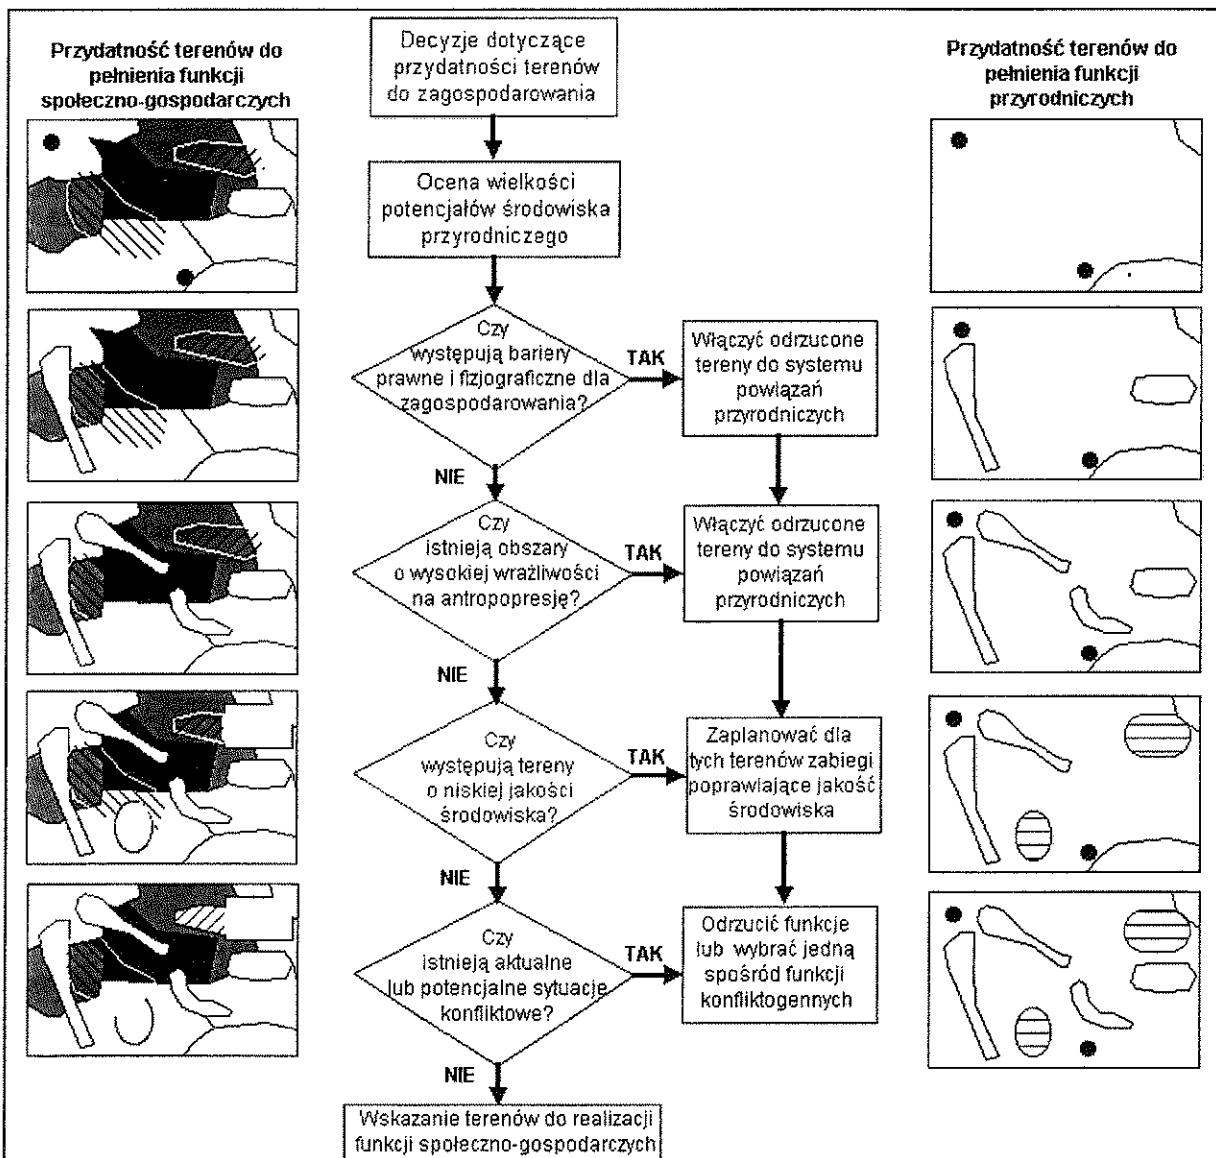 Przydatność terenów do
pełnienia funkcji
społeczno-gospodarczych
Decyzje dotyczące
przydatności terenów
do zagospodarowania
Przydatność terenów do
pełnienia funkcji
przyrodniczych
Ocena wielkości
potencjałów środowiska
przyrodniczego
Czy
występują bariery
prawne i fizjograficzne dla
zagospodarowania?
TAK
Włączyć odrzucone
tereny do systemu
powiązań
przyrodniczych
NIE
Czy
istnieją obszary
o wysokiej wrażliwości
na antropopresję?
TAK
Włączyć odrzucone
tereny do systemu
powiązań
przyrodniczych
NIE
Czy
występują tereny
o niskiej jakości
środowiska?
TAK
Zaplanować dla
tych terenów zabiegi
poprawiające jakość
środowiska
NIE
Czy
istnieją aktualne
lub potencjalne sytuacje
konfliktowe?
TAK
Odrzucić funkcje
lub wybrać jedną
spośród funkcji
konfliktogennych
NIE
Wskazanie terenów do realizacji
funkcji społeczno-gospodarczych